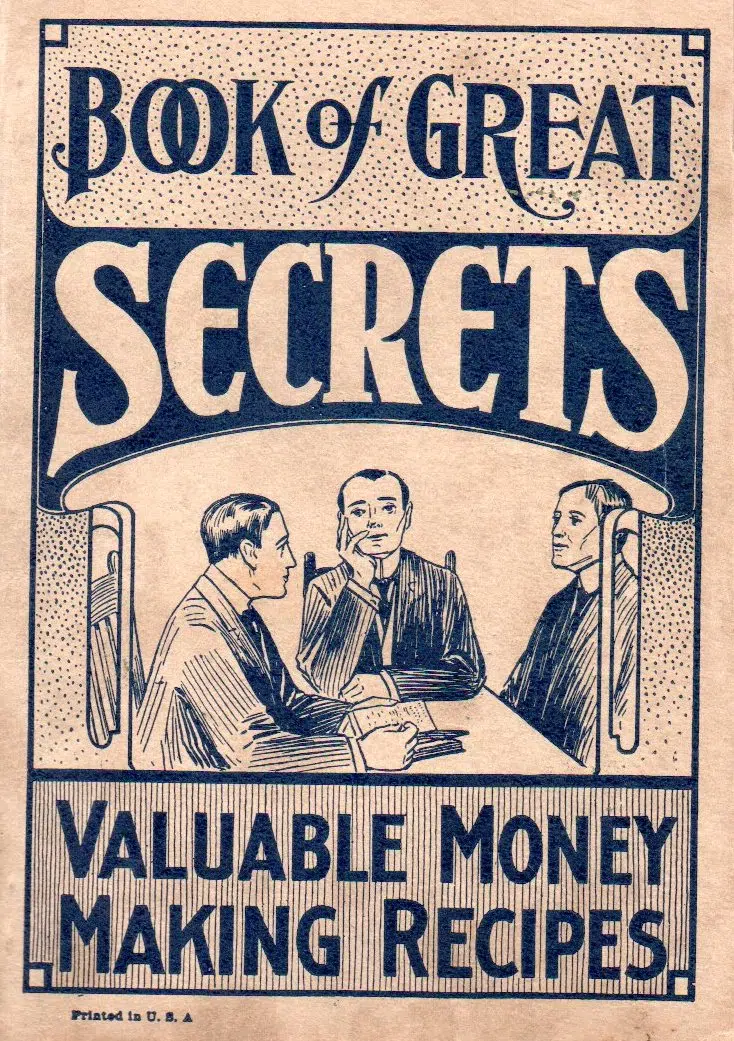 BOOK of GREAT
SECRETS
VALUABLE MONEY
MAKING RECIPES
Printed in U. S. A